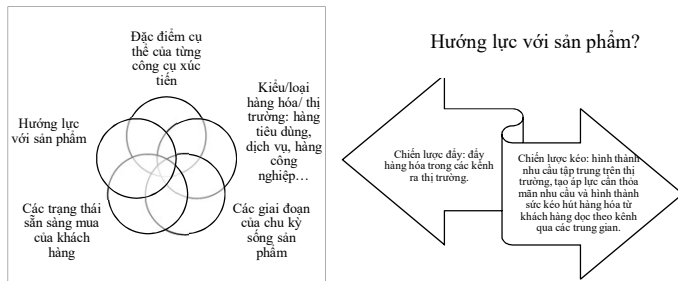 Đặc điểm cụ
thể của từng
công cụ xúc
tiến
Kiểu/loại
hàng hóa/ thị
trường: hàng
tiêu dùng,
dịch vụ, hàng
công
nghiệp…
Các giai đoạn
của chu kỳ
sống sản
phẩm
Các trạng thái
sẵn sàng mua
của khách
hàng
Hướng lực
với sản phẩm
Hướng lực với sản phẩm?
Chiến lược đẩy: đẩy
hàng hóa trong các kênh
ra thị trường.
Chiến lược kéo: hình thành
nhu cầu tập trung trên thị
trường, tạo áp lực cần thỏa
mãn nhu cầu và hình thành
sức kéo hút hàng hóa từ
khách hàng dọc theo kênh
qua các trung gian.